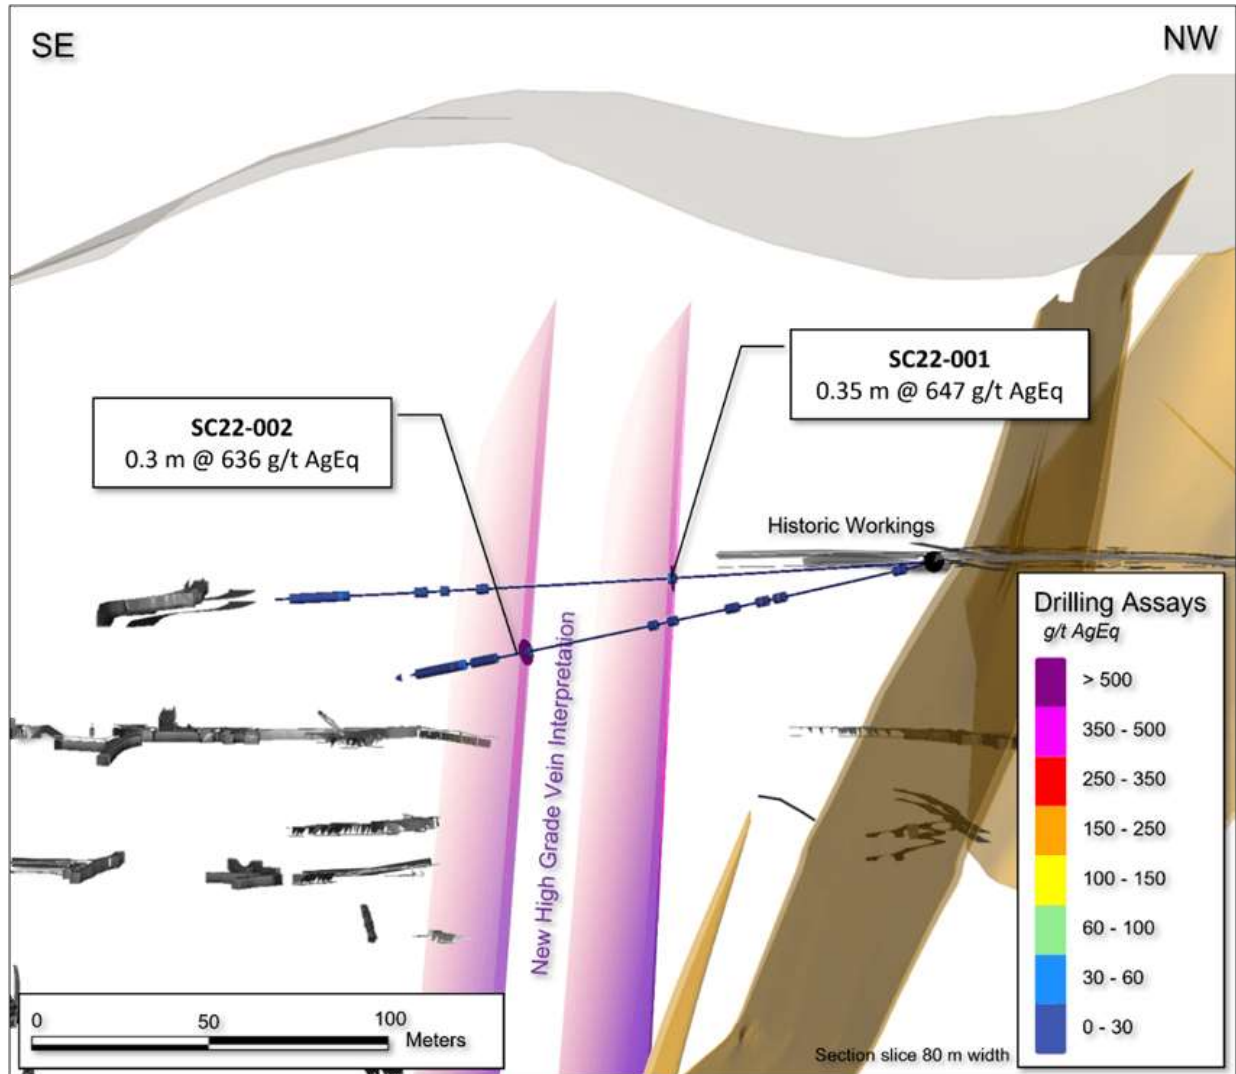 SE
NW
SC22-001
0.35 m @ 647 g/t AgEq
SC22-002
0.3 m @ 636 g/t AgEq
Historic Workings
New High Grade Vein Interpretation
Drilling Assays
g/t AgEq
> 500
350 - 500
250 - 350
150 - 250
100 - 150
60 - 100
30 - 60
0 - 30
0 50 100
Meters
Section slice 80 m width